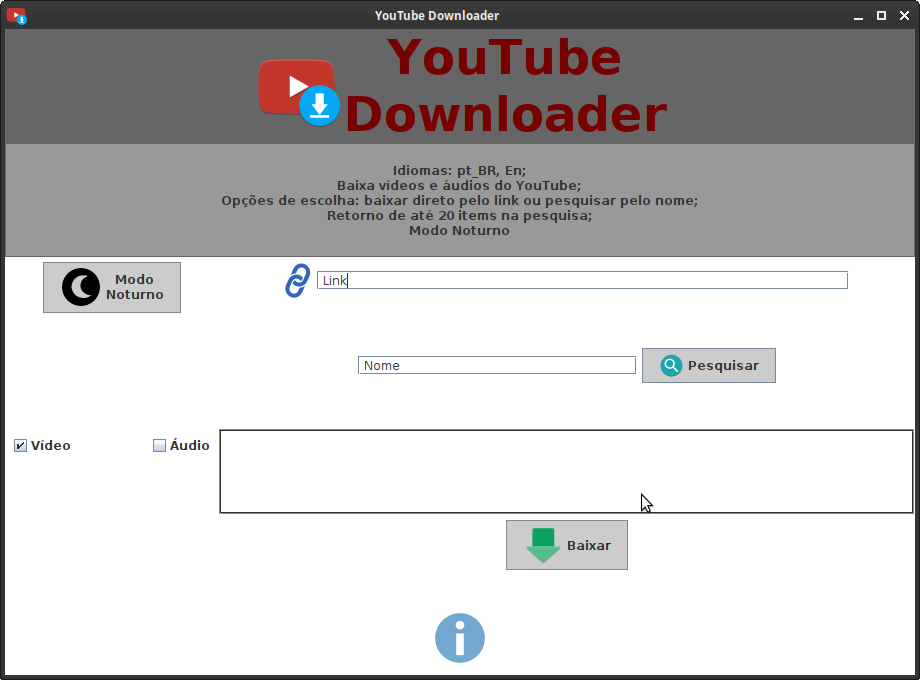 YouTube Downloader
YouTube
Downloader
Idiomas: pt_BR, En;
Baixa vídeos e áudios do YouTube;
Opções de escolha: baixar direto pelo link ou pesquisar pelo nome;
Retorno de até 20 items na pesquisa;
Modo Noturno
Modo
Noturno
Link
Nome
Pesquisar
Vídeo
Áudio
Baixar